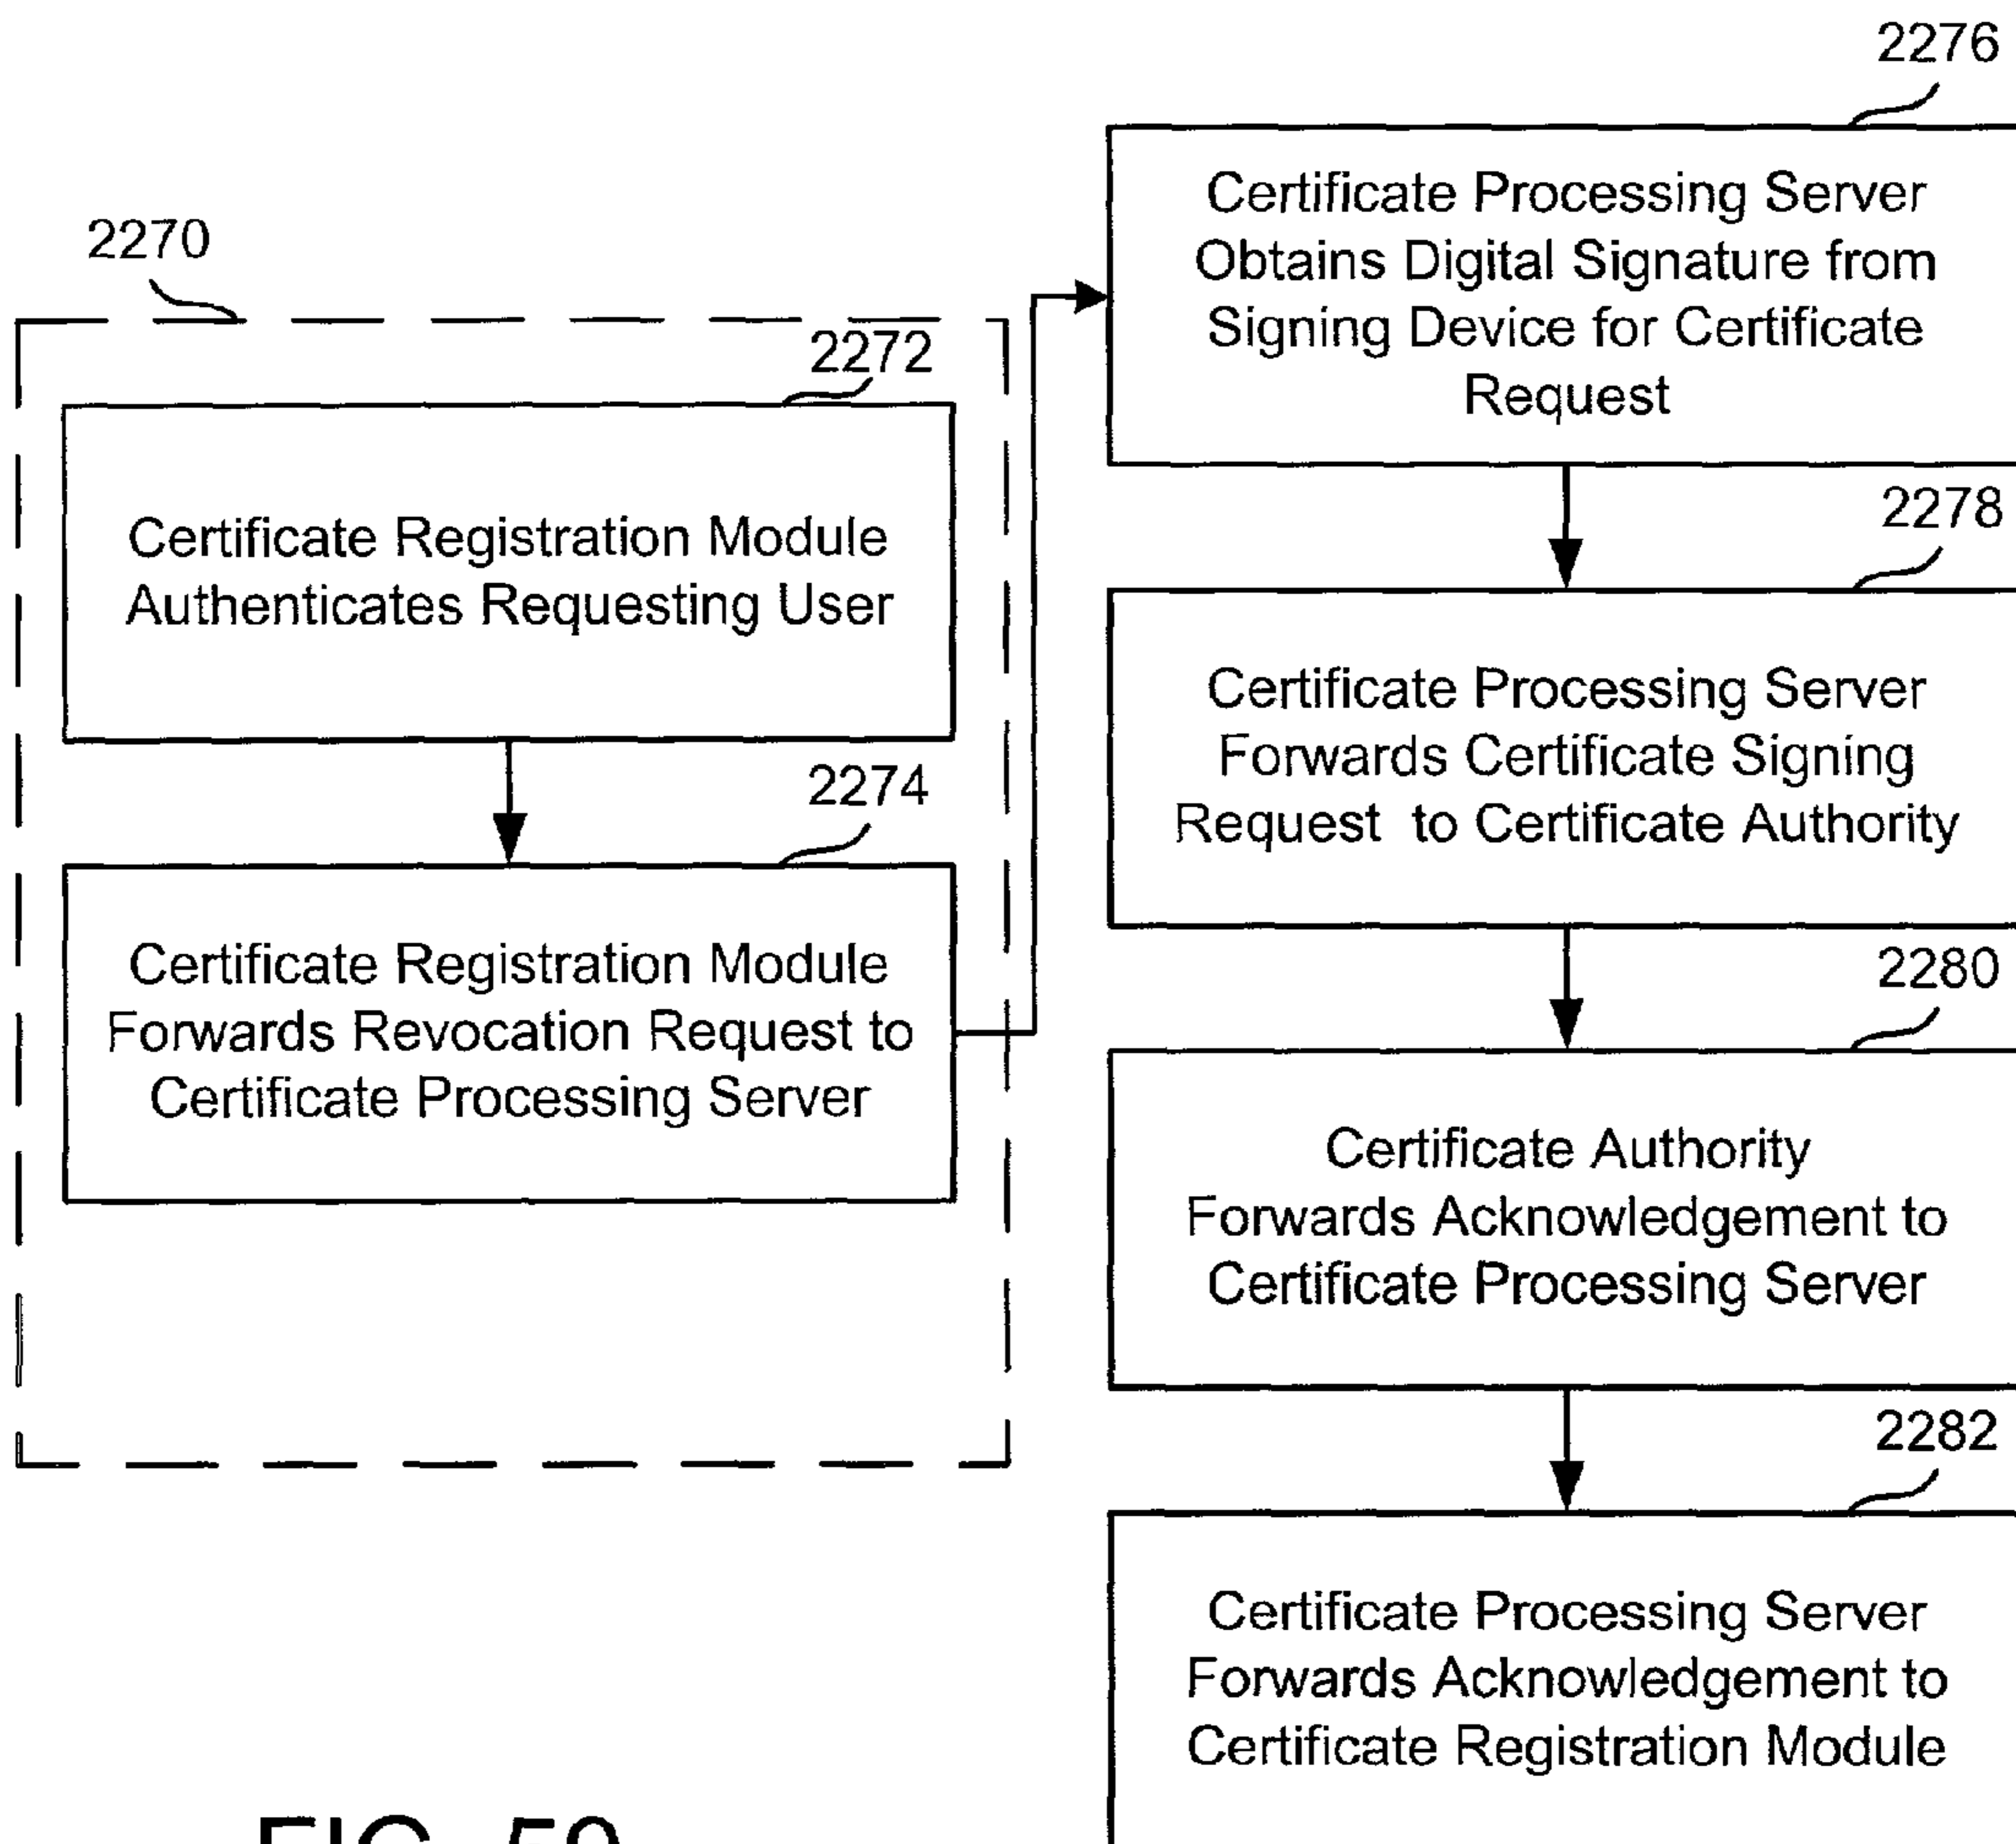 2270
2272
Certificate Registration Module
Authenticates Requesting User
2274
Certificate Registration Module
Forwards Revocation Request to
Certificate Processing Server
2276
Certificate Processing Server
Obtains Digital Signature from
Signing Device for Certificate
Request
2278
Certificate Processing Server
Forwards Certificate Signing
Request to Certificate Authority
2280
Certificate Authority
Forwards Acknowledgement to
Certificate Processing Server
2282
Certificate Processing Server
Forwards Acknowledgement to
Certificate Registration Module
FIG.